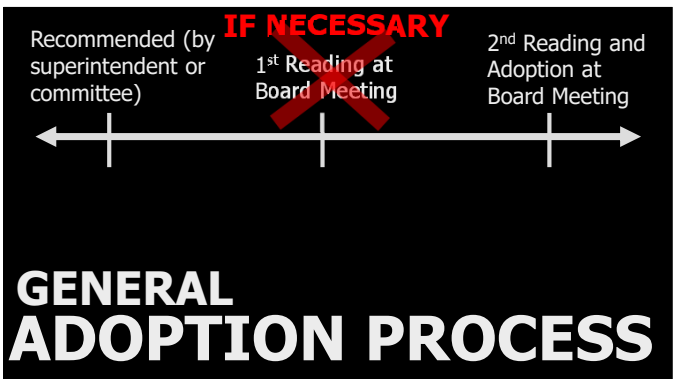 IF NECESSARY
Recommended (by
superintendent or
committee)
1st Reading at
Board Meeting
2nd Reading and
Adoption at
Board Meeting
GENERAL
ADOPTION PROCESS